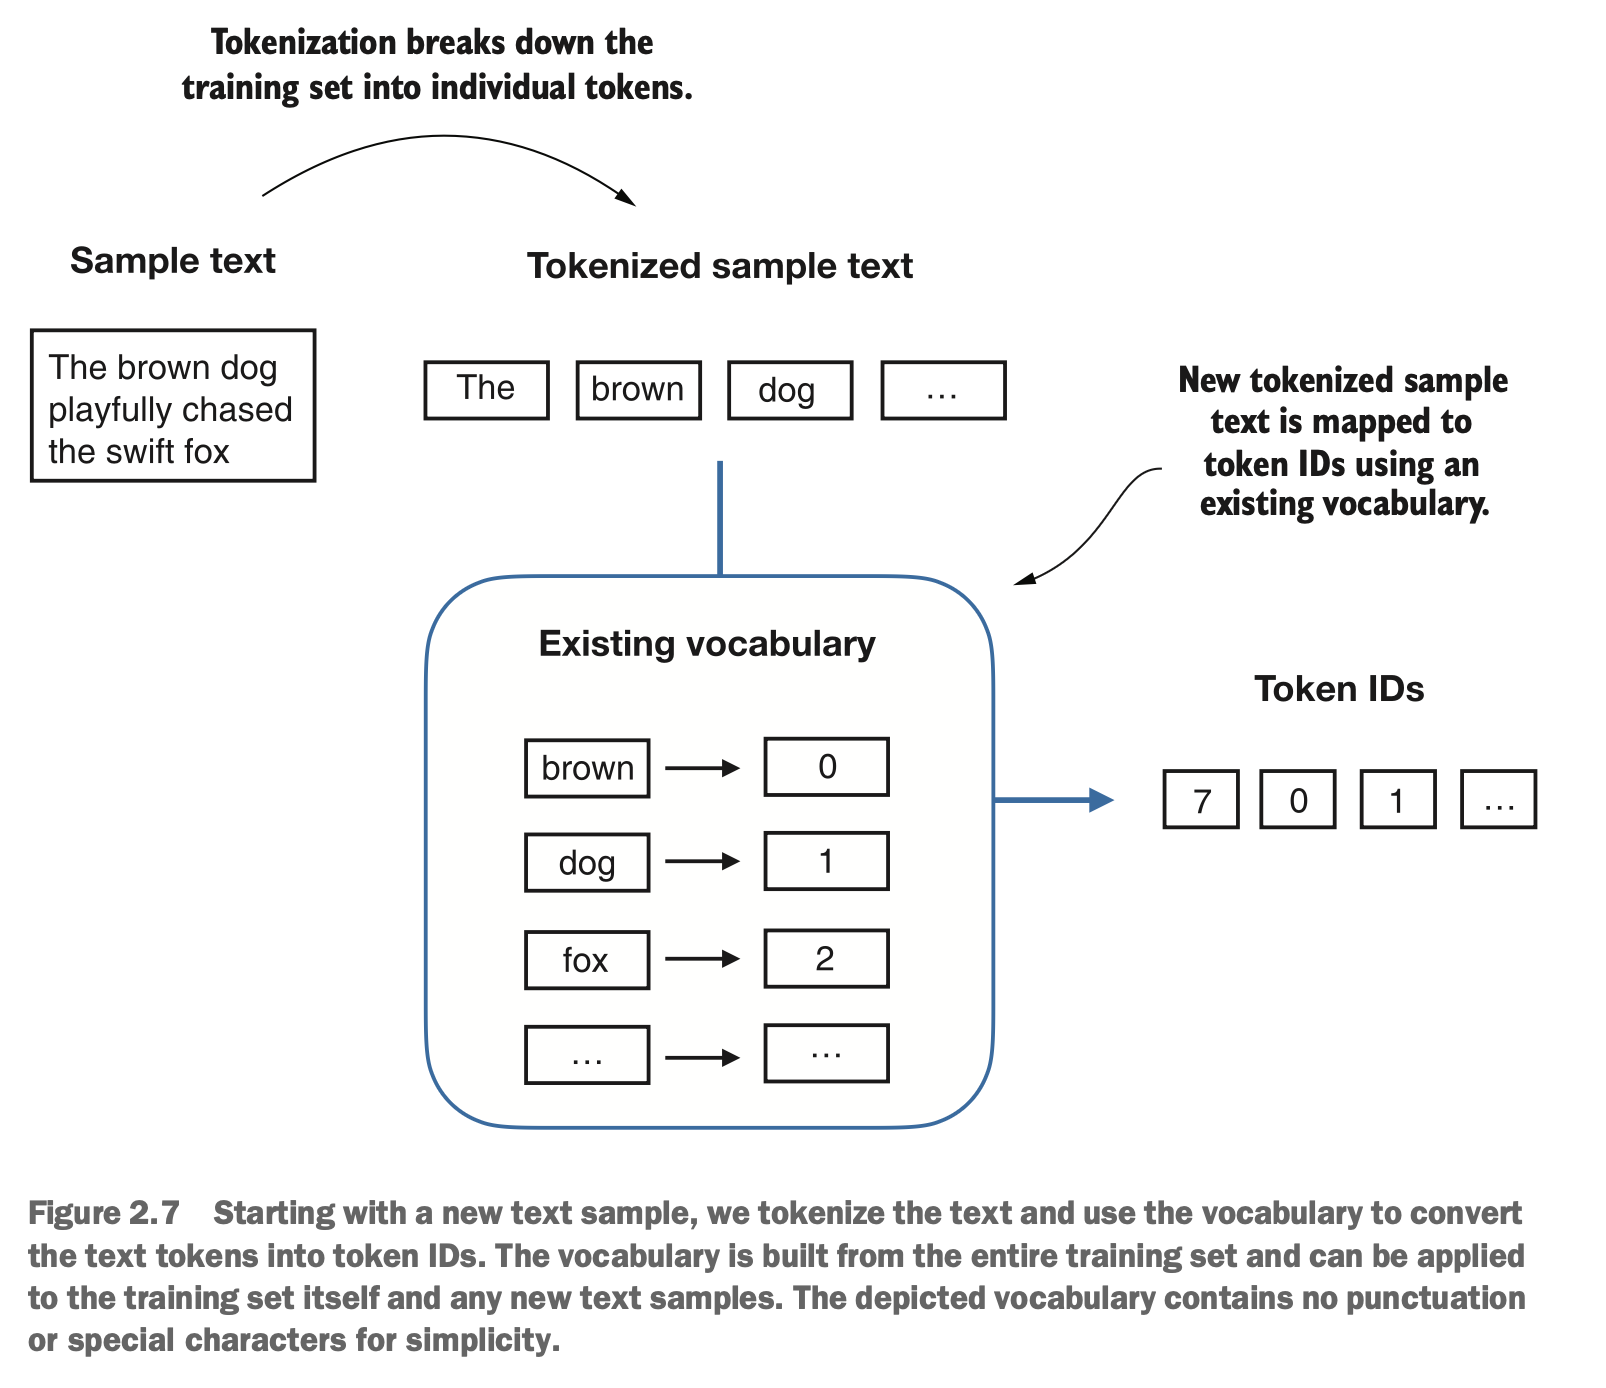 Tokenization breaks down the
training set into individual tokens.
Sample text
Tokenized sample text
The brown dog
playfully chased
the swift fox
The
brown
dog
...
New tokenized sample
text is mapped to
token IDs using an
existing vocabulary.
Existing vocabulary
brown
0
dog
1
fox
2
...
...
Token IDs
7
0
1
...
Figure 2.7 Starting with a new text sample, we tokenize the text and use the vocabulary to convert
the text tokens into token IDs. The vocabulary is built from the entire training set and can be applied
to the training set itself and any new text samples. The depicted vocabulary contains no punctuation
or special characters for simplicity.